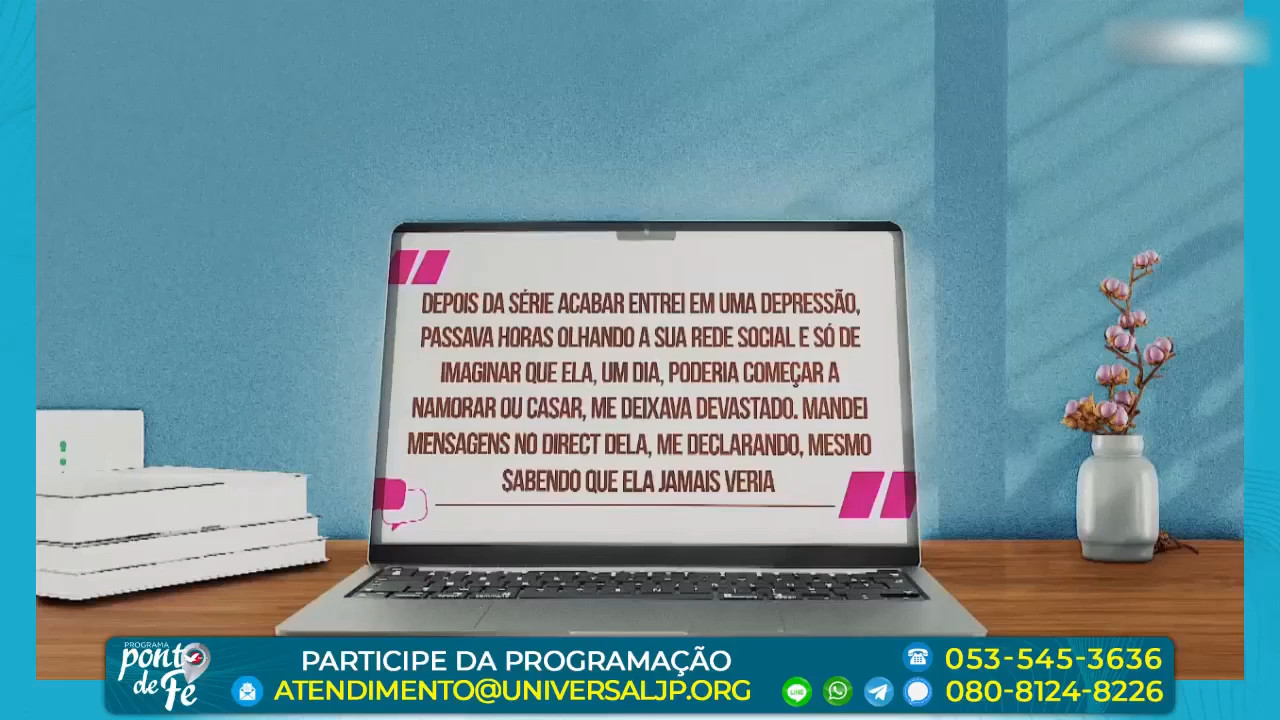 DEPOIS DA SÉRIE ACABAR ENTREI EM UMA DEPRESSÃO,
PASSAVA HORAS OLHANDO A SUA REDE SOCIAL E SÓ DE
IMAGINAR QUE ELA, UM DIA, PODERIA COMEÇAR A
NAMORAR OU CASAR, ME DEIXAVA DEVASTADO. MANDEI
MENSAGENS NO DIRECT DELA, ME DECLARANDO, MESMO
SABENDO QUE ELA JAMAIS VERIA
PROGRAMA
ponto
de Fé
PARTICIPE DA PROGRAMAÇÃO
ATENDIMENTO@UNIVERSALJP.ORG
053-545-3636
LINE
080-8124-8226